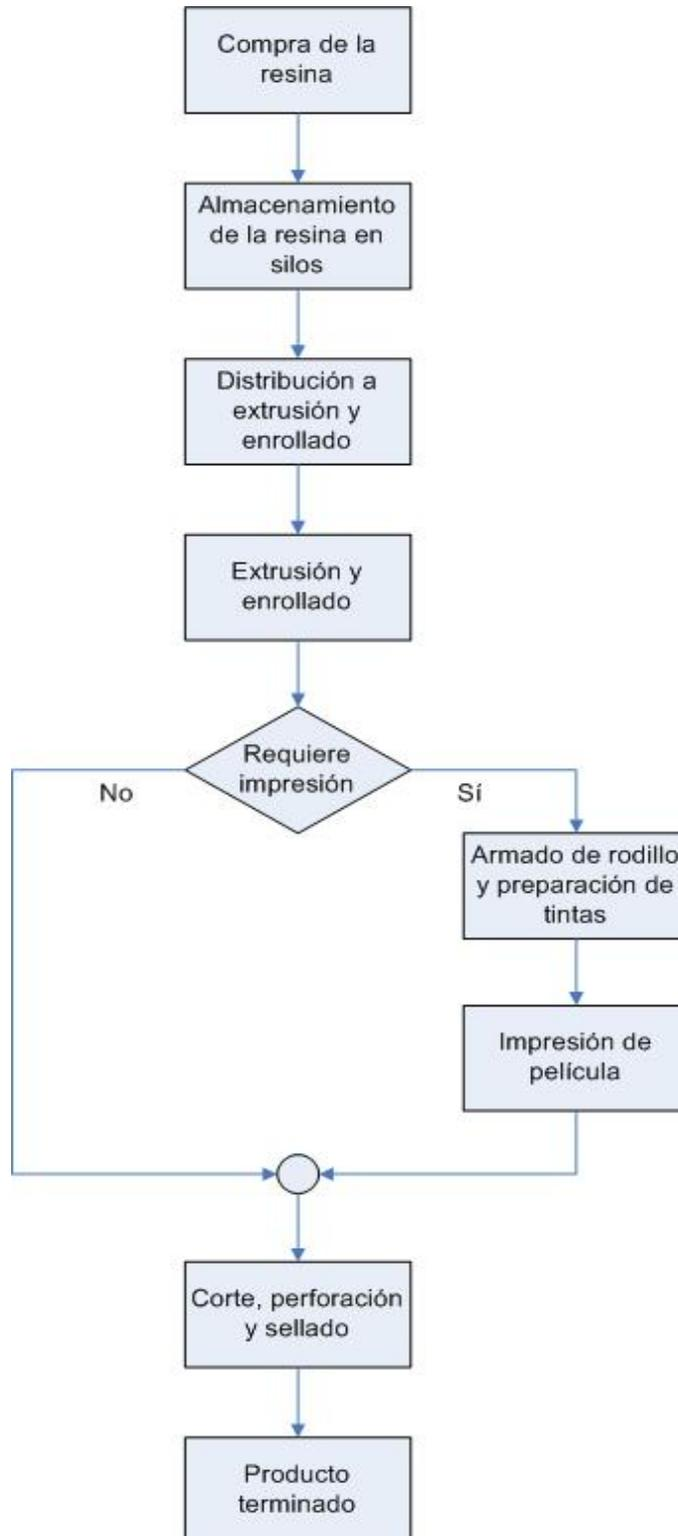 Compra de la
resina
Almacenamiento
de la resina en
silos
Distribución a
extrusión y
enrollado
Extrusión y
enrollado
Requiere
impresión
No
Sí
Armado de rodillo
y preparación de
tintas
Impresión de
película
Corte, perforación
y sellado
Producto
terminado